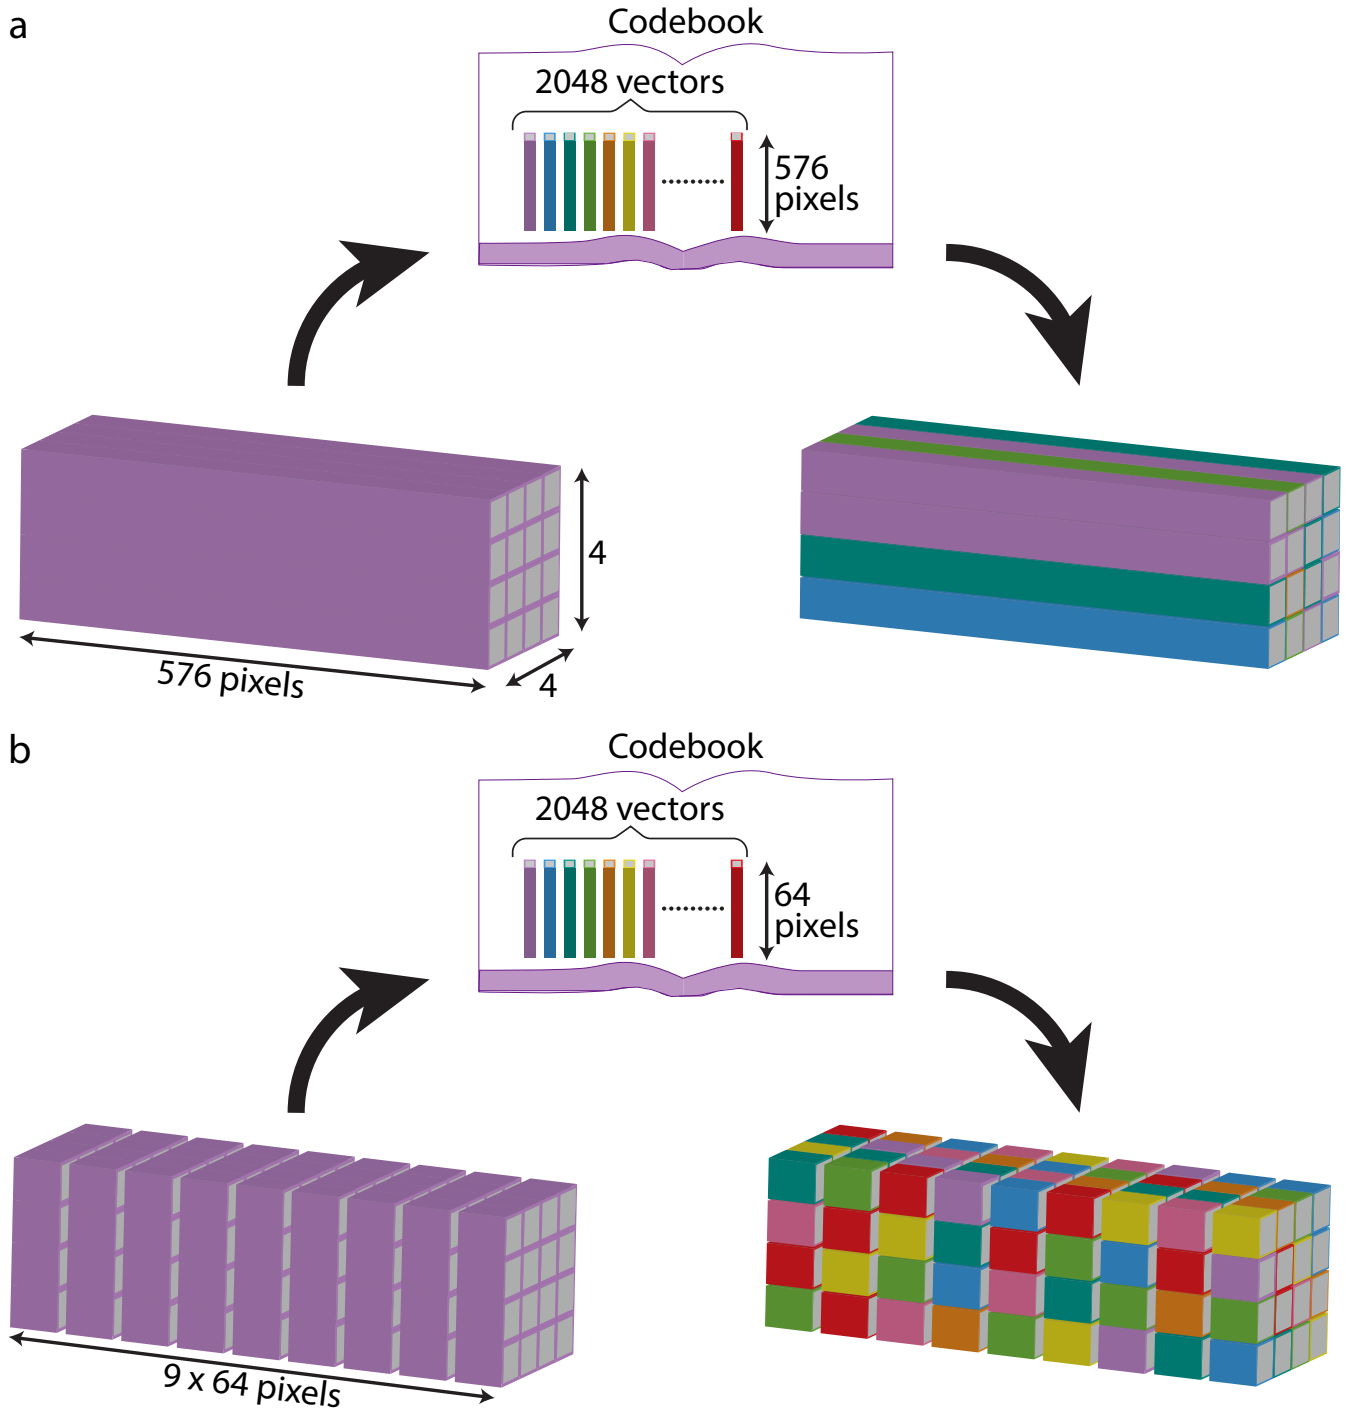 a
Codebook
2048 vectors
576
pixels
4
576 pixels
4
b
Codebook
2048 vectors
64
pixels
9 x 64 pixels